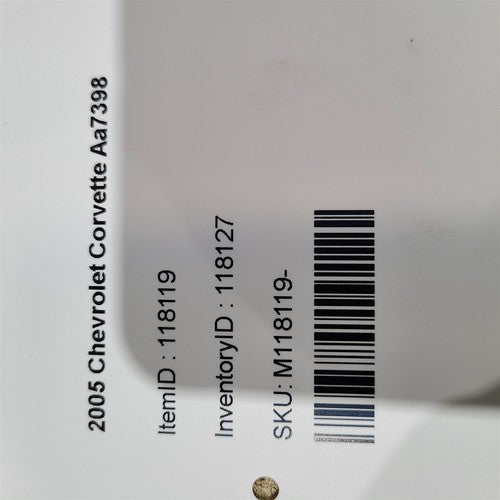 2005 Chevrolet Corvette Aa7398
ItemID : 118119
InventoryID : 118127
SKU: M118119-